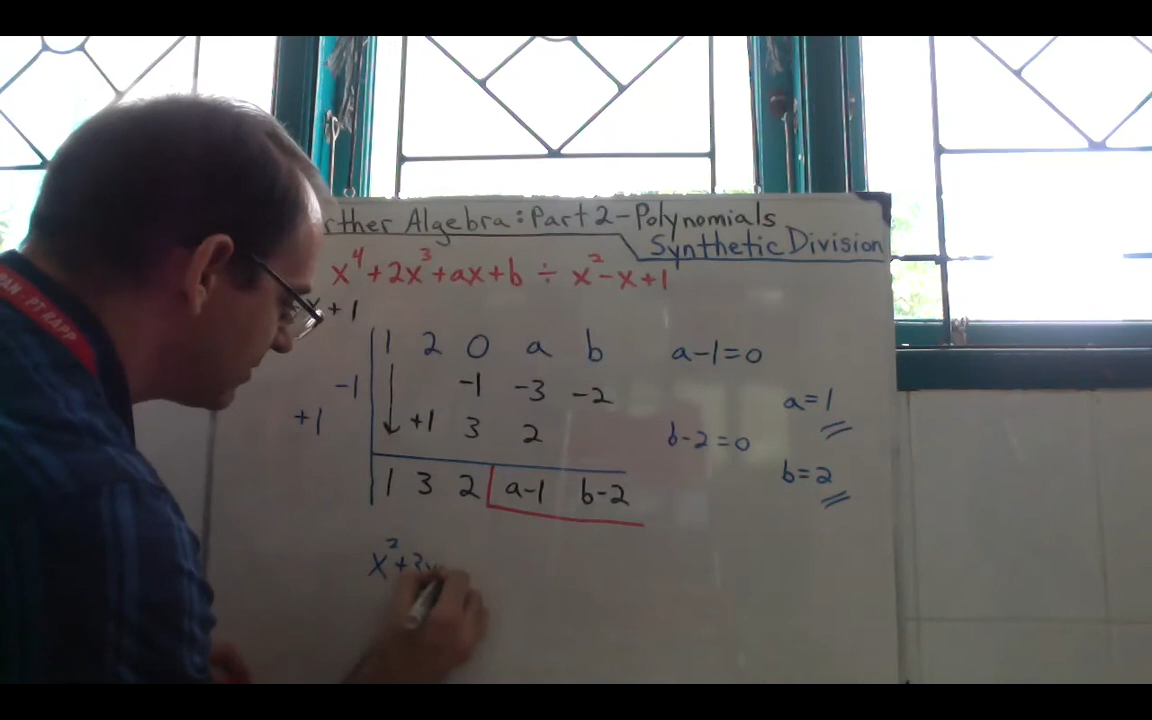 rther Algebra: Part 2 - Polynomials
Synthetic Division
x⁴ + 2x³ + ax + b ÷ x² - x + 1
x + 1
1 2 0 a b
-1 -1 -3 -2
+1 +1 3 2
1 3 2 a-1 b-2
a-1=0
a=1
b-2=0
b=2
x² + 3x